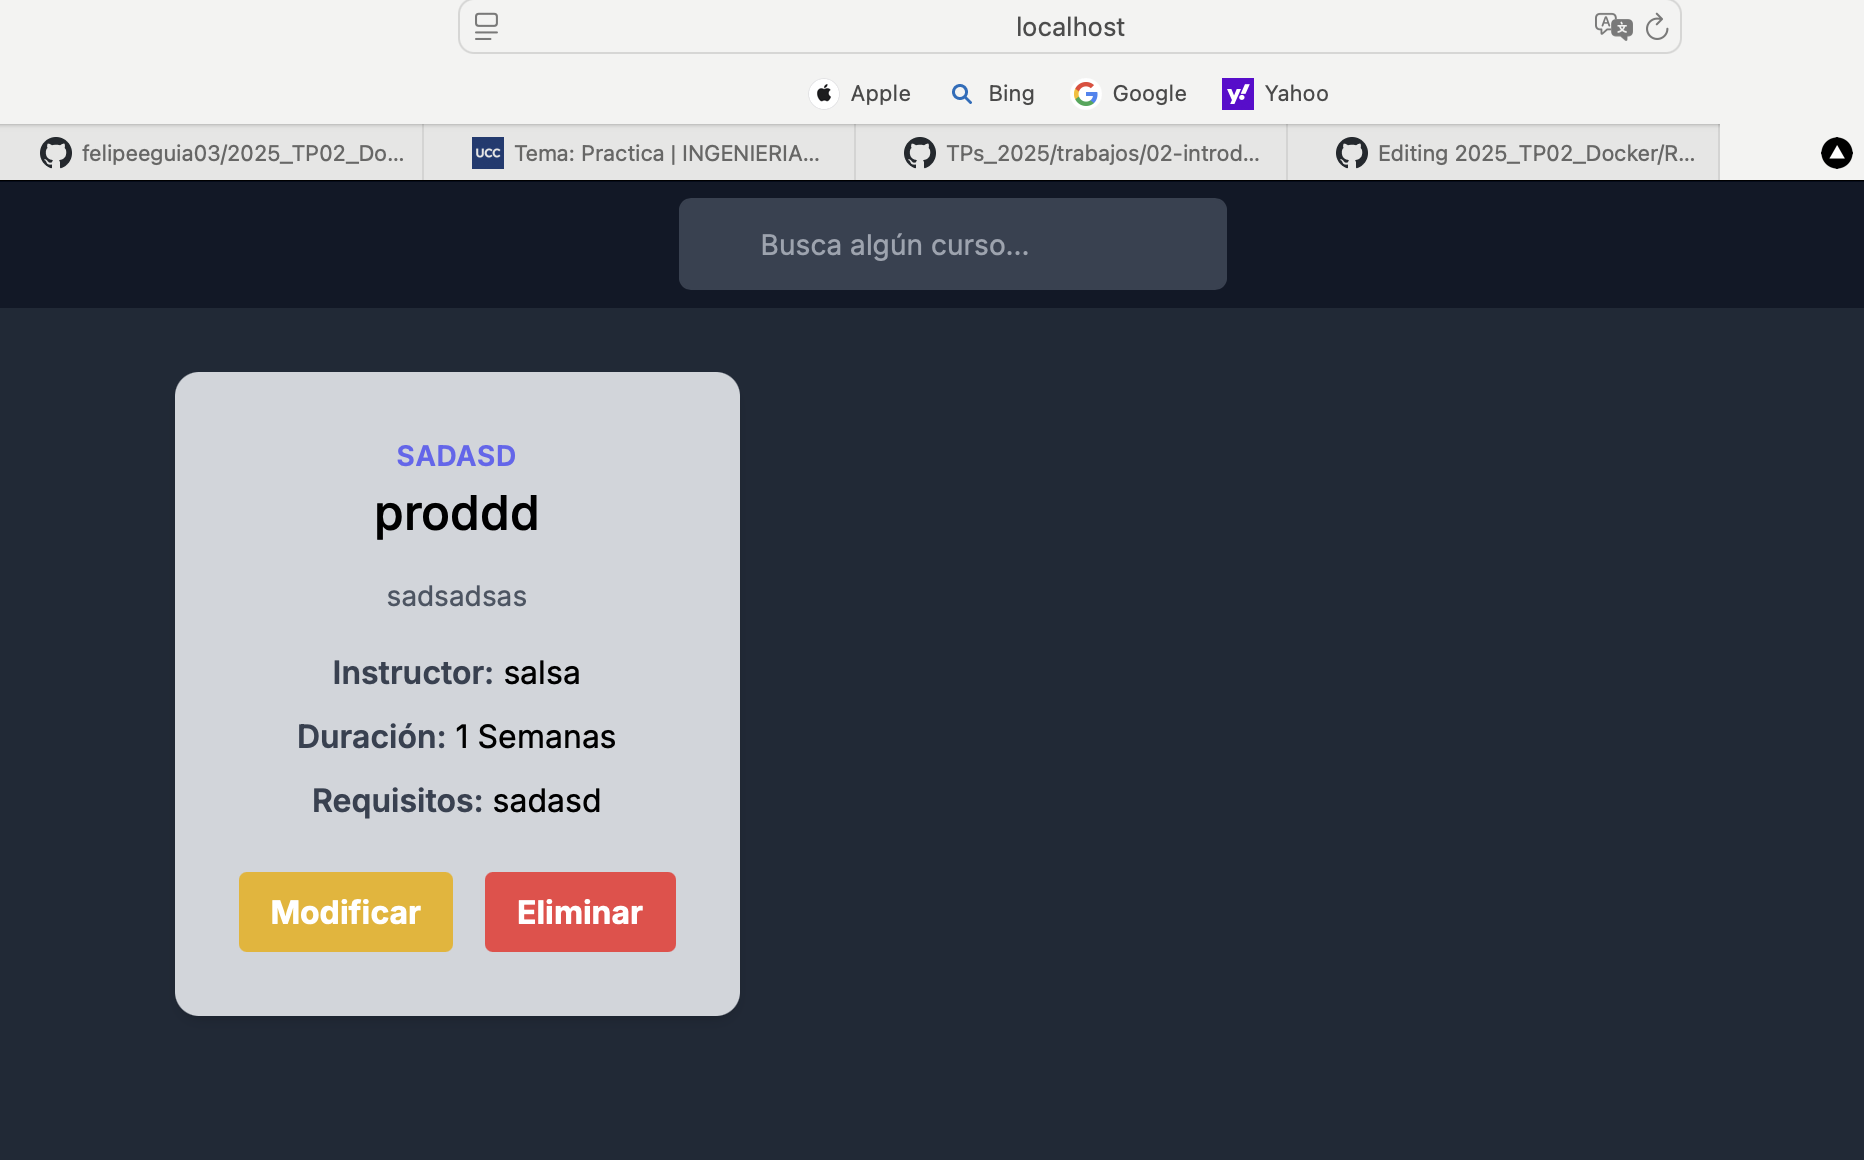 localhost
Apple
Bing
Google
Yahoo
felipeeguia03/2025_TP02_Do...
UCC
Tema: Practica | INGENIERIA...
TPs_2025/trabajos/02-introd...
Editing 2025_TP02_Docker/R...
Busca algún curso...
SADASD
proddd
sadsadsas
Instructor: salsa
Duración: 1 Semanas
Requisitos: sadasd
Modificar
Eliminar